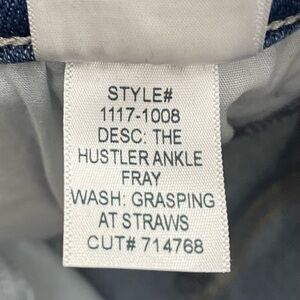 STYLE#
1117-1008
DESC: THE
HUSTLER ANKLE
FRAY
WASH: GRASPING
AT STRAWS
CUT# 714768